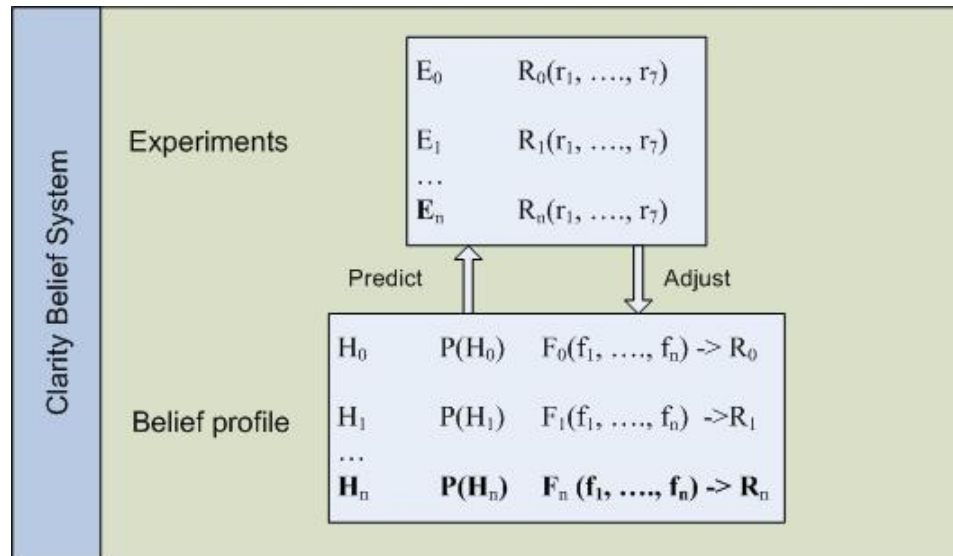 Clarity Belief System
Experiments
E₀ R₀(r₁, …., r₇)
E₁ R₁(r₁, …., r₇)
…
Eₙ Rₙ(r₁, …., r₇)
Predict
Adjust
Belief profile
H₀ P(H₀) F₀(f₁, …., fₙ) -> R₀
H₁ P(H₁) F₁(f₁, …., fₙ) ->R₁
…
Hₙ P(Hₙ) Fₙ (f₁, …., fₙ) -> Rₙ